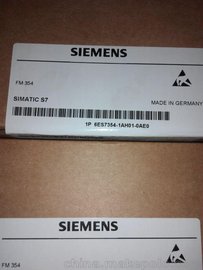 SIEMENS
FM 354
SIMATIC S7
MADE IN GERMANY
1P 6ES7354-1AH01-0AE0
SIEMENS
FM 354